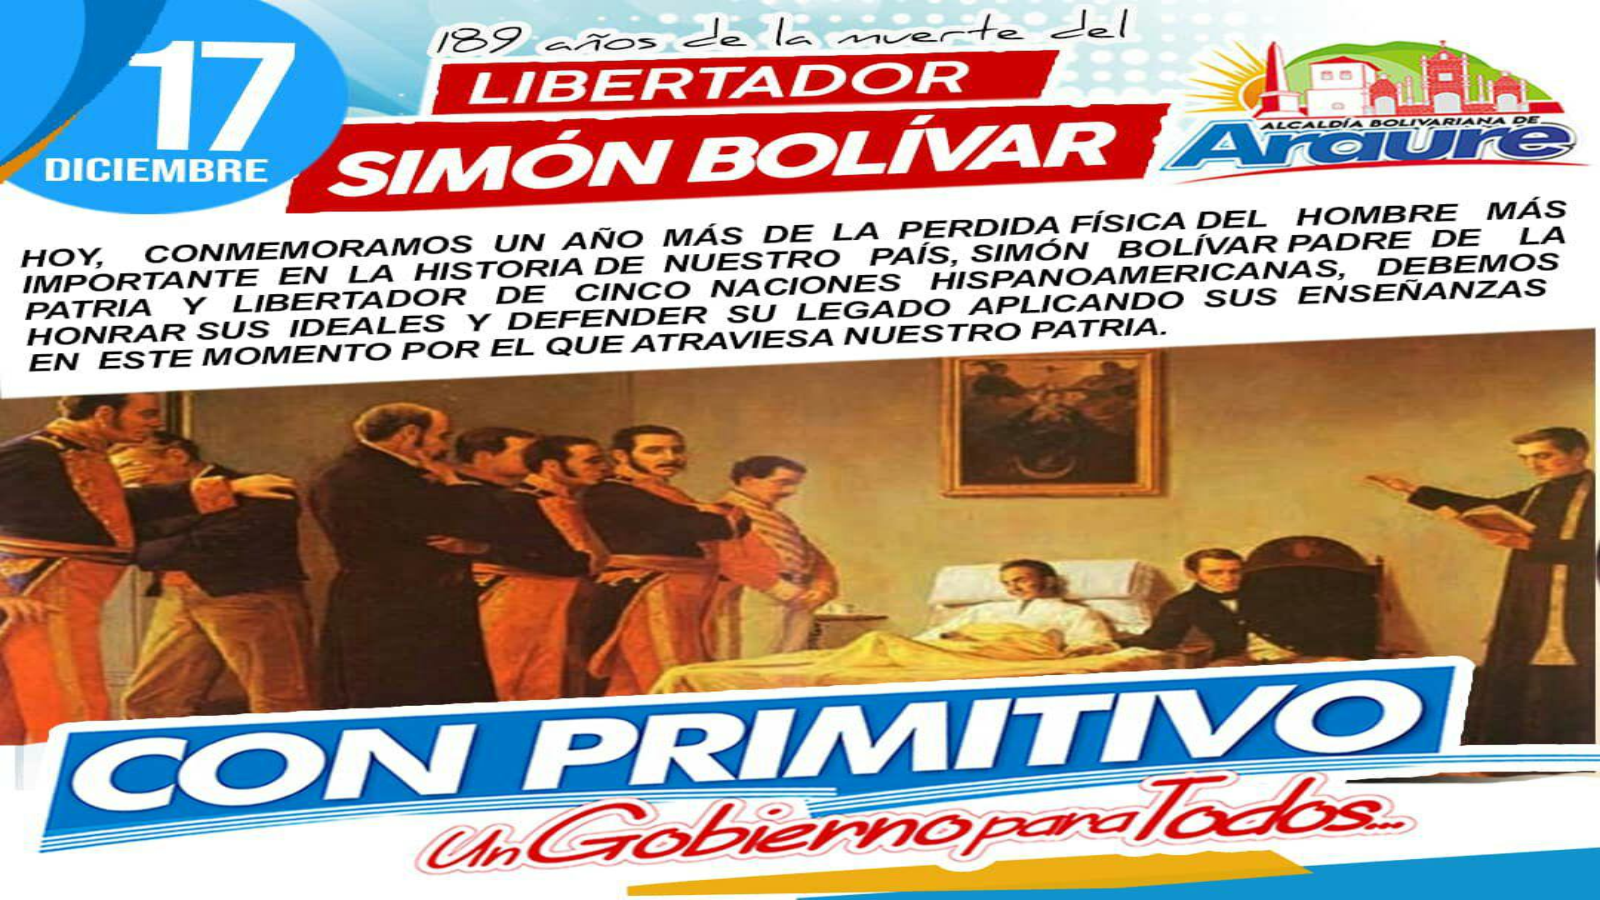 17
DICIEMBRE
189 años de la muerte del
LIBERTADOR
SIMÓN BOLÍVAR
ALCALDÍA BOLIVARIANA DE
Araure
HOY, CONMEMORAMOS UN AÑO MÁS DE LA PERDIDA FÍSICA DEL HOMBRE MÁS
IMPORTANTE EN LA HISTORIA DE NUESTRO PAÍS, SIMÓN BOLÍVAR PADRE DE LA
PATRIA Y LIBERTADOR DE CINCO NACIONES HISPANOAMERICANAS, DEBEMOS
HONRAR SUS IDEALES Y DEFENDER SU LEGADO APLICANDO SUS ENSEÑANZAS
EN ESTE MOMENTO POR EL QUE ATRAVIESA NUESTRO PATRIA.
CON PRIMITIVO
Un Gobierno para Todos...